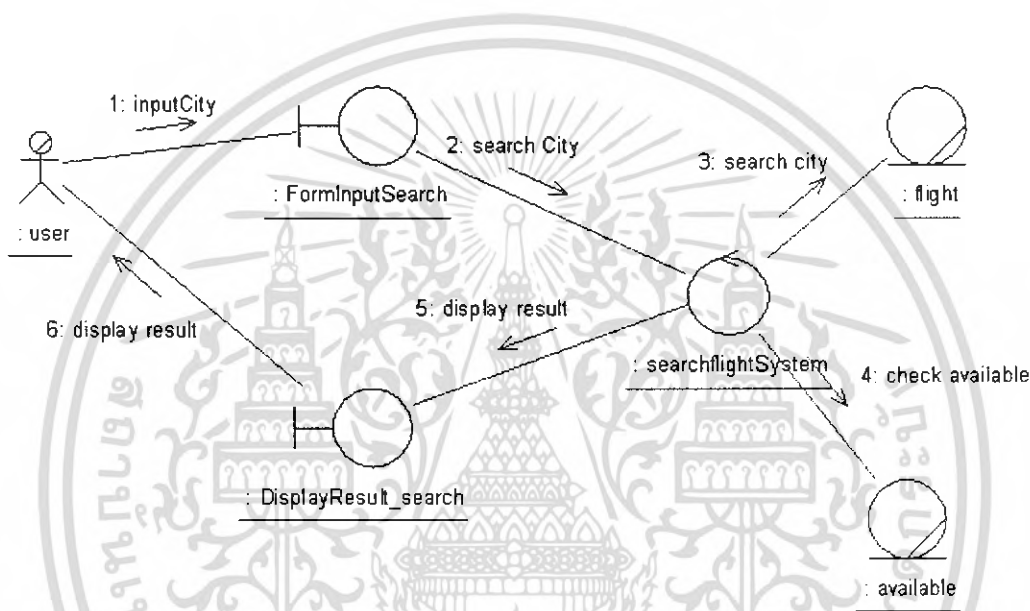 1: inputCity
2: search City
3: search city
: FormInputSearch
: flight
: user
5: display result
6: display result
: searchflightSystem
4: check available
: DisplayResult_search
: available